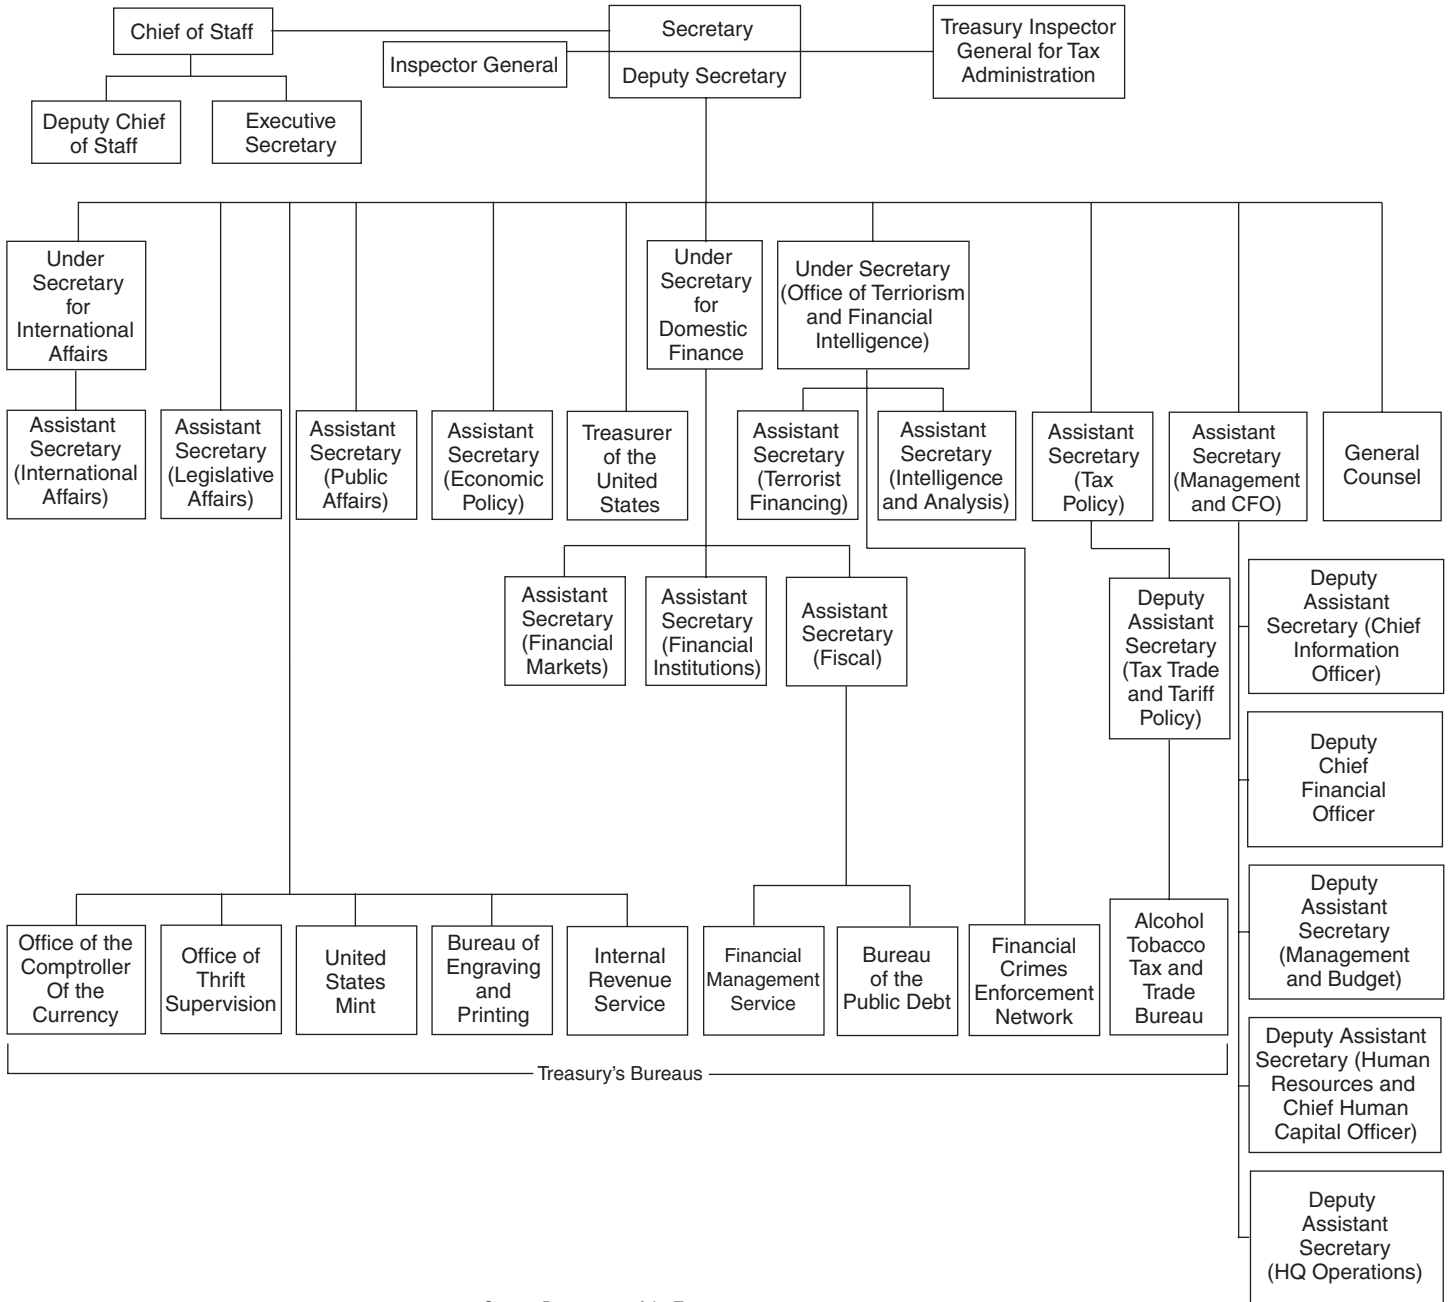 Chief of Staff
Secretary
Deputy Secretary
Inspector General
Treasury Inspector
General for Tax
Administration
Deputy Chief
of Staff
Executive
Secretary
Under
Secretary
for
International
Affairs
Under
Secretary
for
Domestic
Finance
Under Secretary
(Office of Terriorism
and Financial
Intelligence)
Assistant
Secretary
(International
Affairs)
Assistant
Secretary
(Legislative
Affairs)
Assistant
Secretary
(Public
Affairs)
Assistant
Secretary
(Economic
Policy)
Treasurer
of the
United
States
Assistant
Secretary
(Terrorist
Financing)
Assistant
Secretary
(Intelligence
and Analysis)
Assistant
Secretary
(Tax
Policy)
Assistant
Secretary
(Management
and CFO)
General
Counsel
Assistant
Secretary
(Financial
Markets)
Assistant
Secretary
(Financial
Institutions)
Assistant
Secretary
(Fiscal)
Deputy
Assistant
Secretary
(Tax Trade
and Tariff
Policy)
Deputy
Assistant
Secretary (Chief
Information
Officer)
Deputy
Chief
Financial
Officer
Deputy
Assistant
Secretary
(Management
and Budget)
Deputy Assistant
Secretary (Human
Resources and
Chief Human
Capital Officer)
Deputy
Assistant
Secretary
(HQ Operations)
Office of the
Comptroller
Of the
Currency
Office of
Thrift
Supervision
United
States
Mint
Bureau of
Engraving
and
Printing
Internal
Revenue
Service
Financial
Management
Service
Bureau
of the
Public Debt
Financial
Crimes
Enforcement
Network
Alcohol
Tobacco
Tax and
Trade
Bureau
Treasury's Bureaus